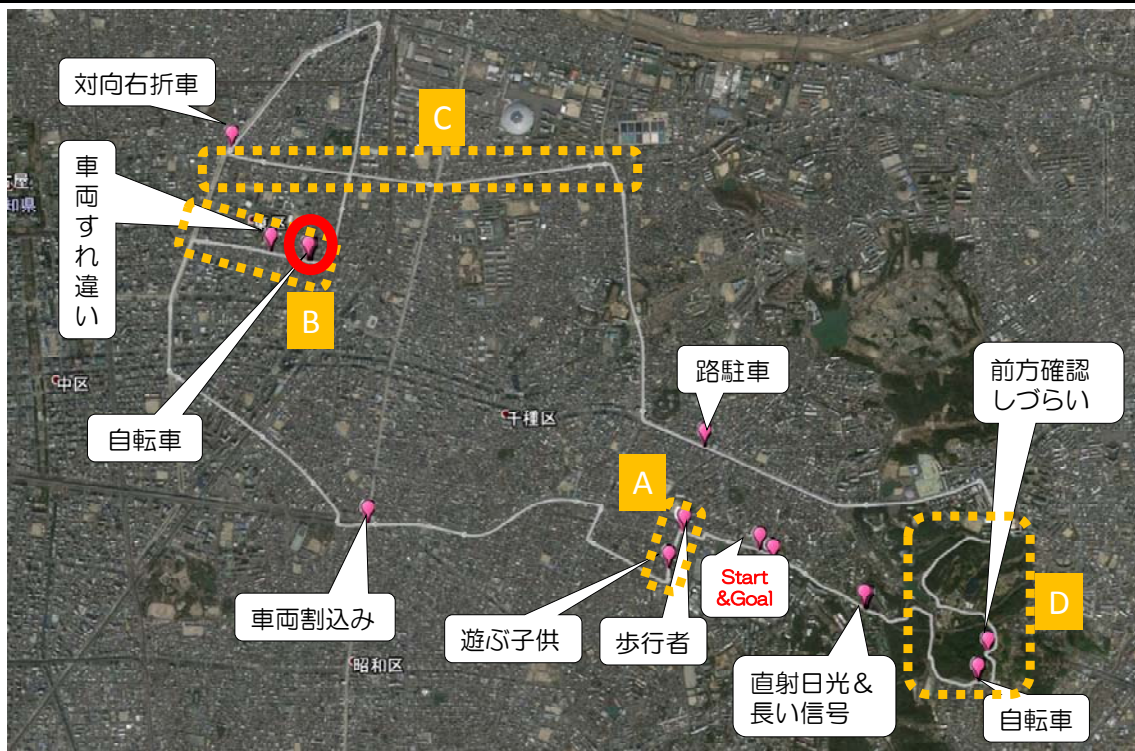 対向右折車
C
車両すれ違い
屋
知県
B
自転車
中区
千種区
路駐車
前方確認
しづらい
A
Start
&Goal
D
車両割込み
遊ぶ子供
歩行者
昭和区
直射日光&
長い信号
自転車